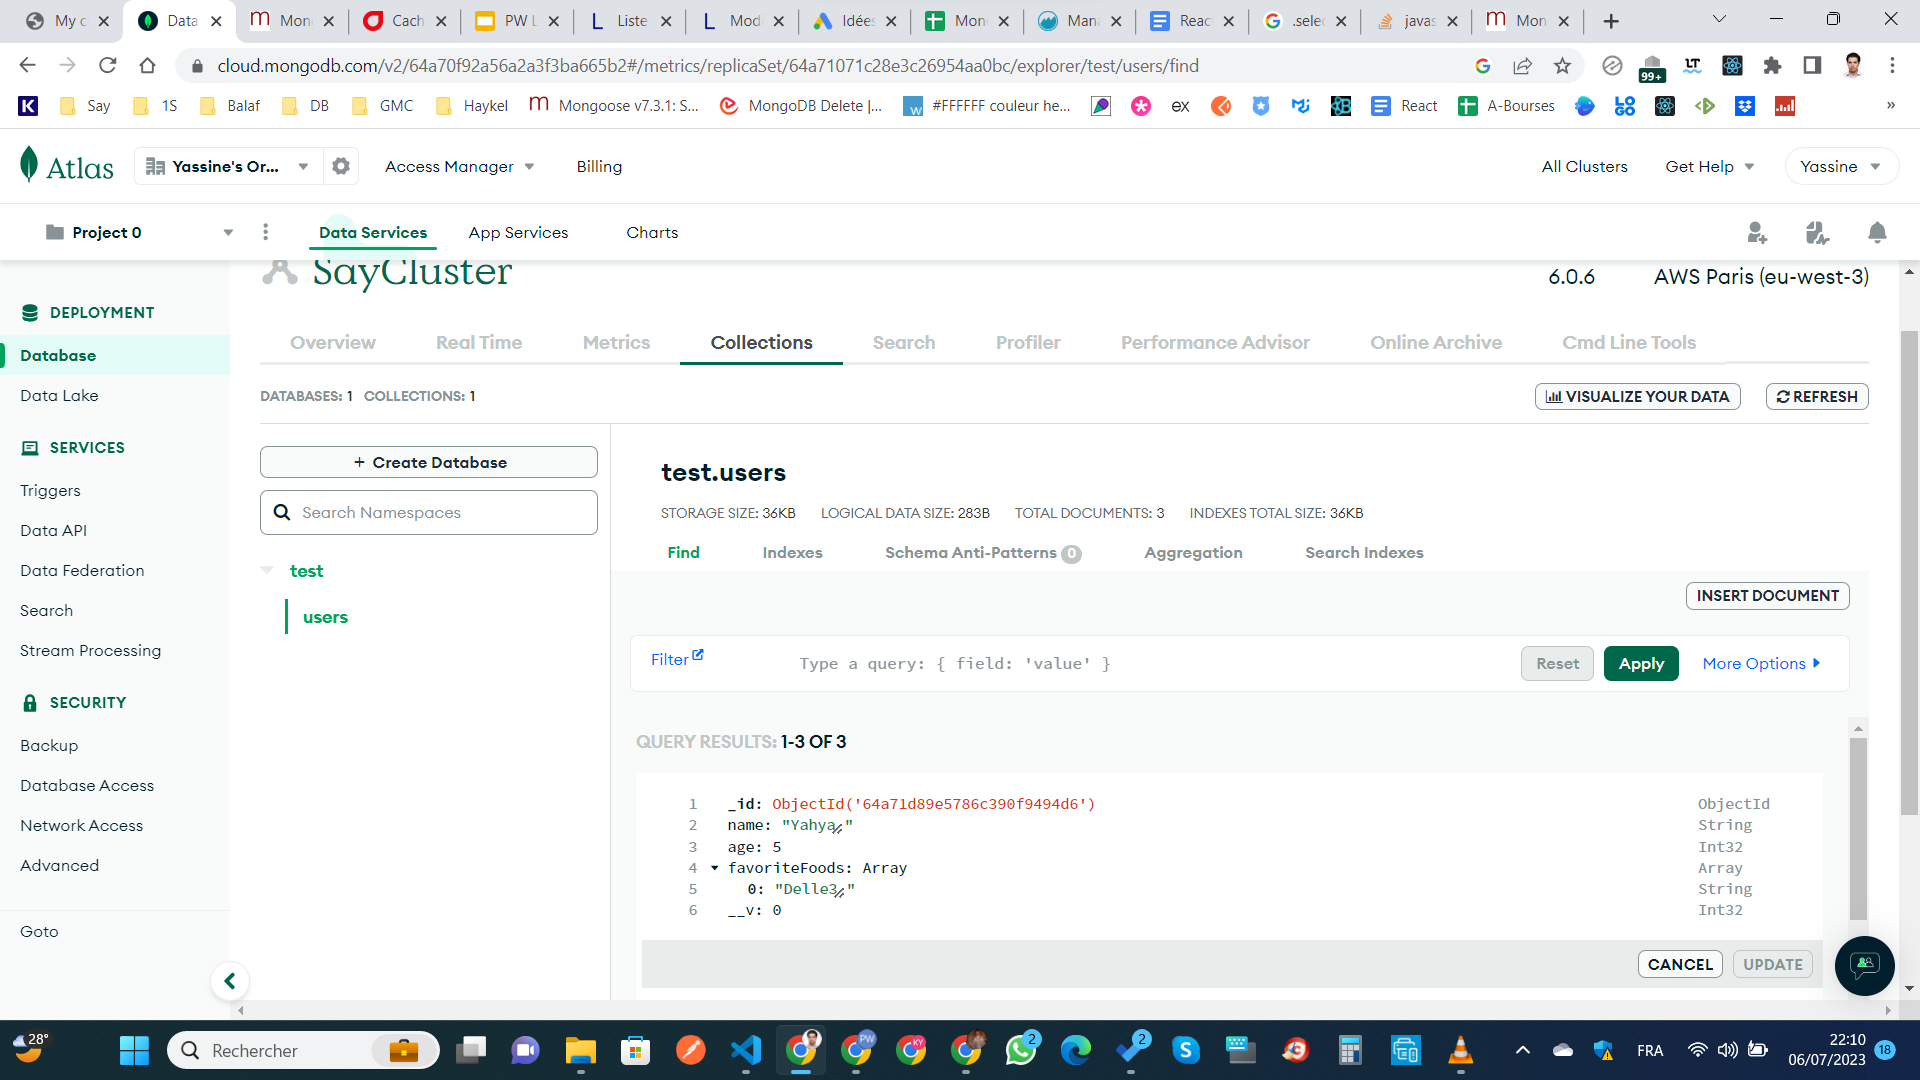 My c
Data
Mon
Cach
PW L
Liste
Modi
Idées
Mon
Mana
Reac
.selec
javas
Mon
cloud.mongodb.com/v2/64a70f92a56a2a3f3ba665b2#/metrics/replicaSet/64a71071c28e3c26954aa0bc/explorer/test/users/find
99+
Say
1S
Balaf
DB
GMC
Haykel
Mongoose v7.3.1: S...
MongoDB Delete |...
#FFFFFF couleur he...
React
A-Bourses
»
Atlas
Yassine's Or...
Access Manager
Billing
All Clusters
Get Help
Yassine
Project 0
Data Services
App Services
Charts
SayCluster
6.0.6
AWS Paris (eu-west-3)
DEPLOYMENT
Database
Data Lake
SERVICES
Triggers
Data API
Data Federation
Search
Stream Processing
SECURITY
Backup
Database Access
Network Access
Advanced
Goto
Overview
Real Time
Metrics
Collections
Search
Profiler
Performance Advisor
Online Archive
Cmd Line Tools
DATABASES: 1 COLLECTIONS: 1
VISUALIZE YOUR DATA
REFRESH
+ Create Database
Search Namespaces
test
users
test.users
STORAGE SIZE: 36KB LOGICAL DATA SIZE: 283B TOTAL DOCUMENTS: 3 INDEXES TOTAL SIZE: 36KB
Find
Indexes
Schema Anti-Patterns 0
Aggregation
Search Indexes
INSERT DOCUMENT
Filter
Type a query: { field: 'value' }
Reset
Apply
More Options
QUERY RESULTS: 1-3 OF 3
1 _id: ObjectId('64a71d89e5786c390f9494d6') ObjectId
2 name: "Yahya" String
3 age: 5 Int32
4 favoriteFoods: Array Array
5 0: "Delle3" String
6 __v: 0 Int32
CANCEL
UPDATE
28°
Rechercher
PW
KY
2
2
FRA
22:10
06/07/2023
18